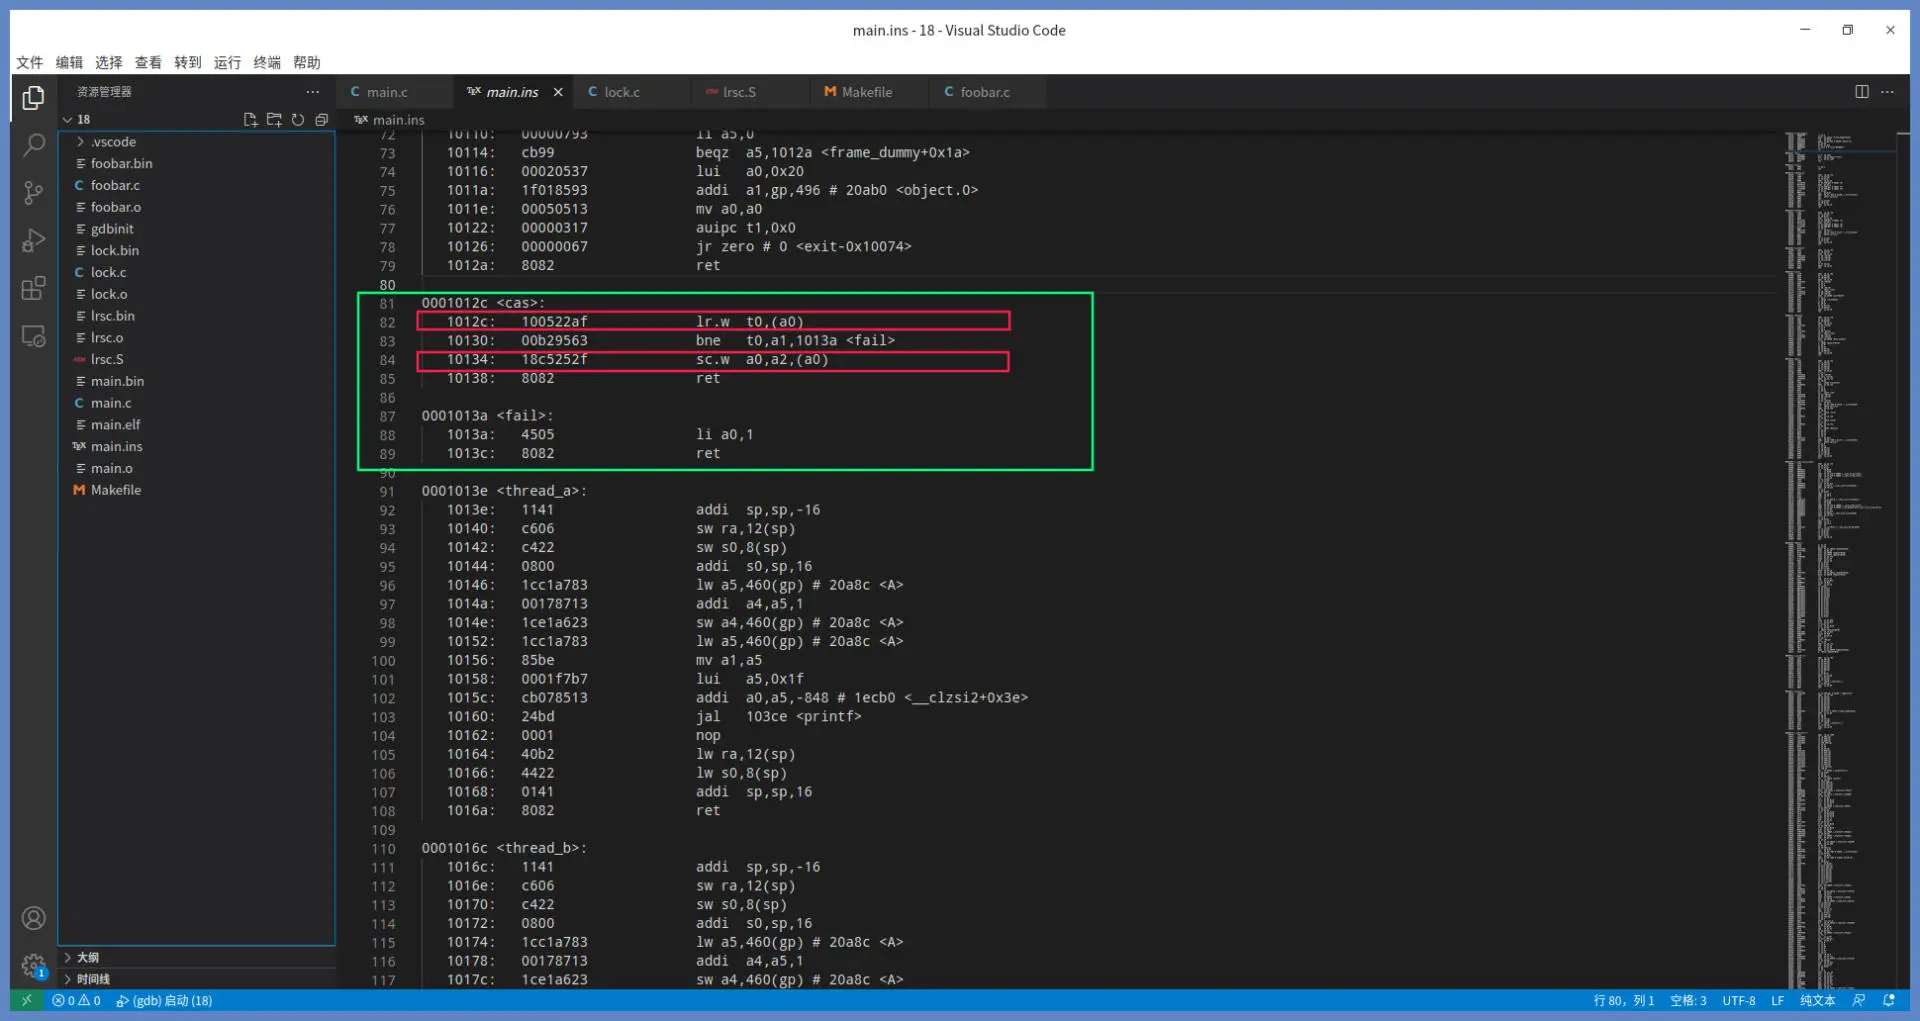 main.ins - 18 - Visual Studio Code
文件 编辑 选择 查看 转到 运行 终端 帮助
资源管理器
18
.vscode
foobar.bin
foobar.c
foobar.o
gdbinit
lock.bin
lock.c
lock.o
lrsc.bin
lrsc.o
lrsc.S
main.bin
main.c
main.elf
main.ins
main.o
Makefile
大纲
时间线
main.c main.ins lock.c lrsc.S Makefile foobar.c
main.ins
72 10110: 00000793 li a5,0
73 10114: cb99 beqz a5,1012a <frame_dummy+0x1a>
74 10116: 00020537 lui a0,0x20
75 1011a: 1f018593 addi a1,gp,496 # 20ab0 <object.0>
76 1011e: 00050513 mv a0,a0
77 10122: 00000317 auipc t1,0x0
78 10126: 00000067 jr zero # 0 <exit-0x10074>
79 1012a: 8082 ret
80
81 0001012c <cas>:
82 1012c: 100522af lr.w t0,(a0)
83 10130: 00b29563 bne t0,a1,1013a <fail>
84 10134: 18c5252f sc.w a0,a2,(a0)
85 10138: 8082 ret
86
87 0001013a <fail>:
88 1013a: 4505 li a0,1
89 1013c: 8082 ret
90
91 0001013e <thread_a>:
92 1013e: 1141 addi sp,sp,-16
93 10140: c606 sw ra,12(sp)
94 10142: c422 sw s0,8(sp)
95 10144: 0800 addi s0,sp,16
96 10146: 1cc1a783 lw a5,460(gp) # 20a8c <A>
97 1014a: 00178713 addi a4,a5,1
98 1014e: 1ce1a623 sw a4,460(gp) # 20a8c <A>
99 10152: 1cc1a783 lw a5,460(gp) # 20a8c <A>
100 10156: 85be mv a1,a5
101 10158: 0001f7b7 lui a5,0x1f
102 1015c: cb078513 addi a0,a5,-848 # 1ecb0 <__clzsi2+0x3e>
103 10160: 24bd jal 103ce <printf>
104 10162: 0001 nop
105 10164: 40b2 lw ra,12(sp)
106 10166: 4422 lw s0,8(sp)
107 10168: 0141 addi sp,sp,16
108 1016a: 8082 ret
109
110 0001016c <thread_b>:
111 1016c: 1141 addi sp,sp,-16
112 1016e: c606 sw ra,12(sp)
113 10170: c422 sw s0,8(sp)
114 10172: 0800 addi s0,sp,16
115 10174: 1cc1a783 lw a5,460(gp) # 20a8c <A>
116 10178: 00178713 addi a4,a5,1
117 1017c: 1ce1a623 sw a4,460(gp) # 20a8c <A>
1
0 0 (gdb) 启动 (18) 行 80，列 1 空格: 3 UTF-8 LF 纯文本